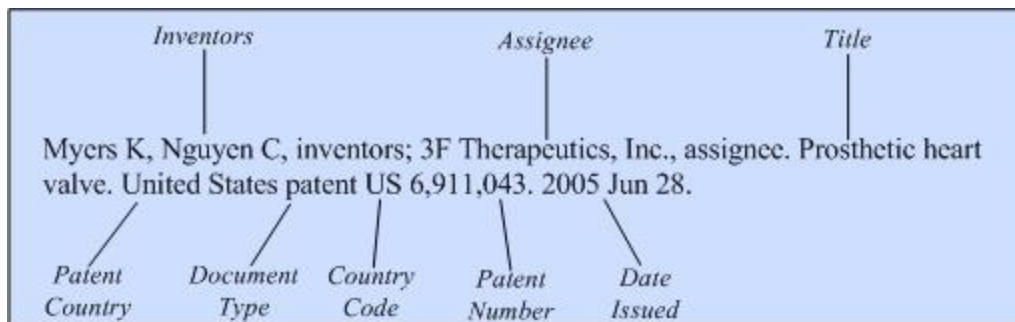 Inventors Assignee Title
Myers K, Nguyen C, inventors; 3F Therapeutics, Inc., assignee. Prosthetic heart
valve. United States patent US 6,911,043. 2005 Jun 28.
Patent Document Country Patent Date
Country Type Code Number Issued